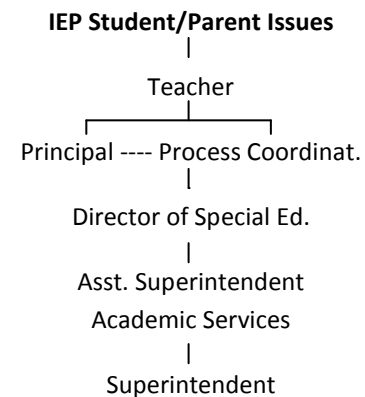 IEP Student/Parent Issues
Teacher
Principal ---- Process Coordinat.
Director of Special Ed.
Asst. Superintendent
Academic Services
Superintendent